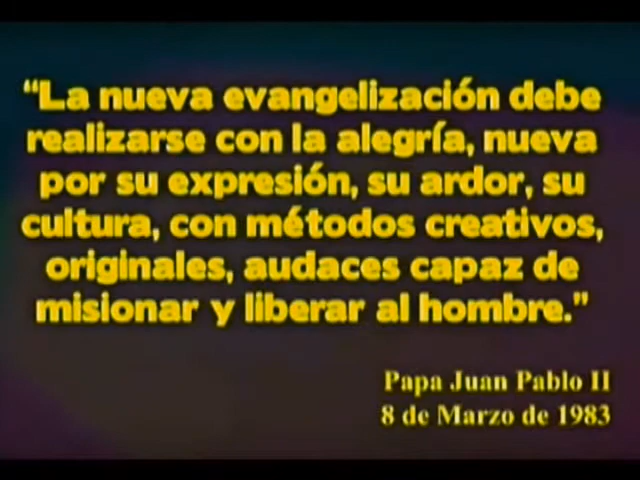 “La nueva evangelización debe
realizarse con la alegría, nueva
por su expresión, su ardor, su
cultura, con métodos creativos,
originales, audaces capaz de
misionar y liberar al hombre.”
Papa Juan Pablo II
8 de Marzo de 1983